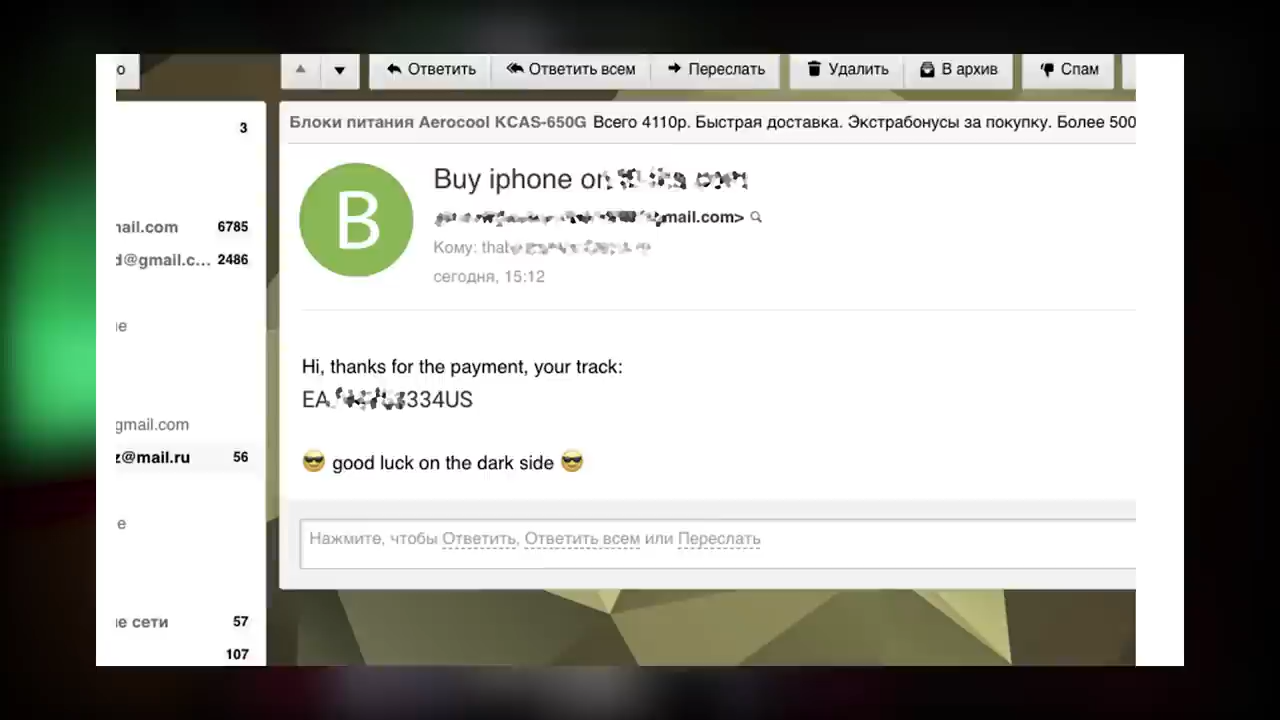 о
Ответить
Ответить всем
Переслать
Удалить
В архив
Спам
3
Блоки питания Aerocool KCAS-650G Всего 4110р. Быстрая доставка. Экстрабонусы за покупку. Более 500
B
Buy iphone on
mail.com>
Кому: thab
сегодня, 15:12
ail.com 6785
d@gmail.c... 2486
е
gmail.com
z@mail.ru 56
е
е сети 57
107
Hi, thanks for the payment, your track:
EA 334US
😎 good luck on the dark side 😎
Нажмите, чтобы Ответить, Ответить всем или Переслать